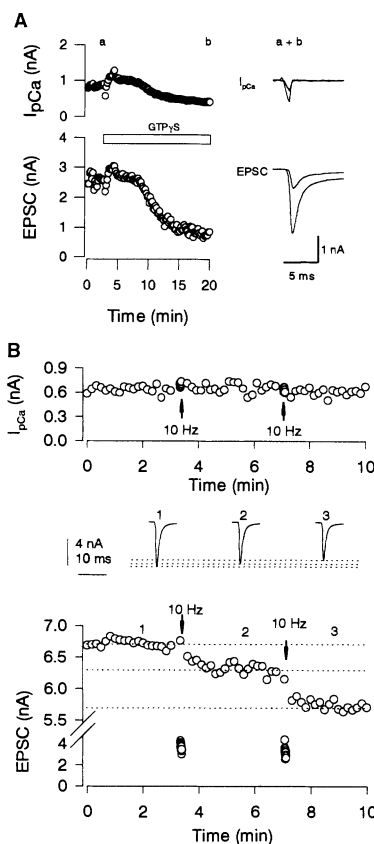 A
a
b
a + b
2
1
0
IpCa (nA)
IpCa
GTPγS
4
3
2
1
0
EPSC (nA)
EPSC
1 nA
5 ms
0
5
10
15
20
Time (min)
B
0.9
0.6
0.3
0.0
IpCa (nA)
10 Hz
10 Hz
0
2
4
6
8
10
Time (min)
4 nA
10 ms
1
2
3
10 Hz
10 Hz
1
2
3
7.0
6.5
6.0
5.5
4
2
0
EPSC (nA)
0
2
4
6
8
10
Time (min)